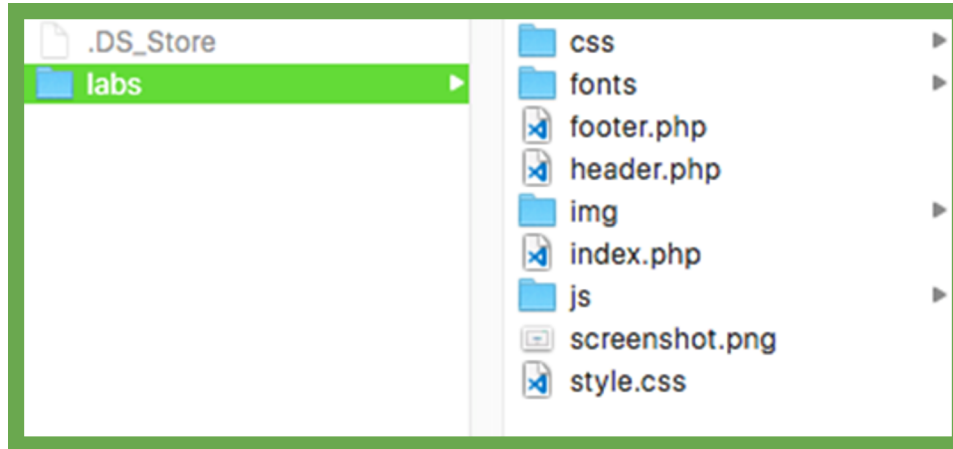 .DS_Store
labs
css
fonts
footer.php
header.php
img
index.php
js
screenshot.png
style.css